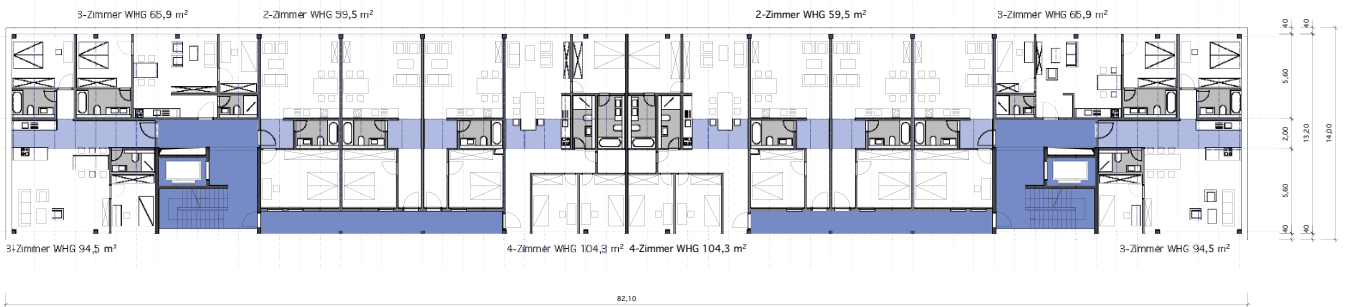 3-Zimmer WHG 65,9 m²
2-Zimmer WHG 59,5 m²
2-Zimmer WHG 59,5 m²
3-Zimmer WHG 65,9 m²
40
5,60
2,00
13,20
14,00
5,60
40
3-Zimmer WHG 94,5 m²
4-Zimmer WHG 104,3 m²
4-Zimmer WHG 104,3 m²
3-Zimmer WHG 94,5 m²
82,10